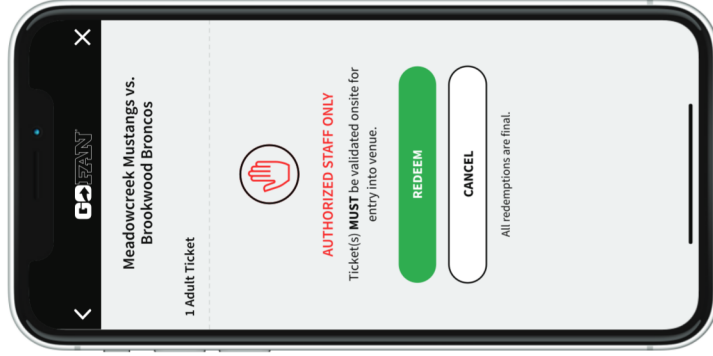 GOFAN
Meadowcreek Mustangs vs.
Brookwood Broncos
1 Adult Ticket
AUTHORIZED STAFF ONLY
Ticket(s) MUST be validated onsite for
entry into venue.
REDEEM
CANCEL
All redemptions are final.